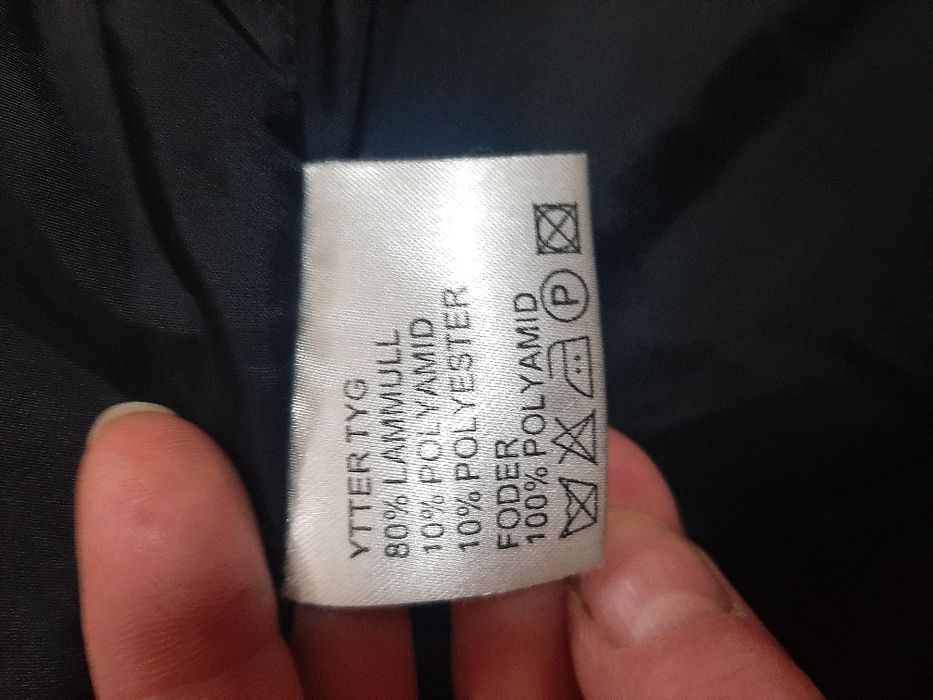 YTTER TYG
80% LAMMULL
10% POLYAMID
10% POLYESTER
FODER
100% POLYAMID
P